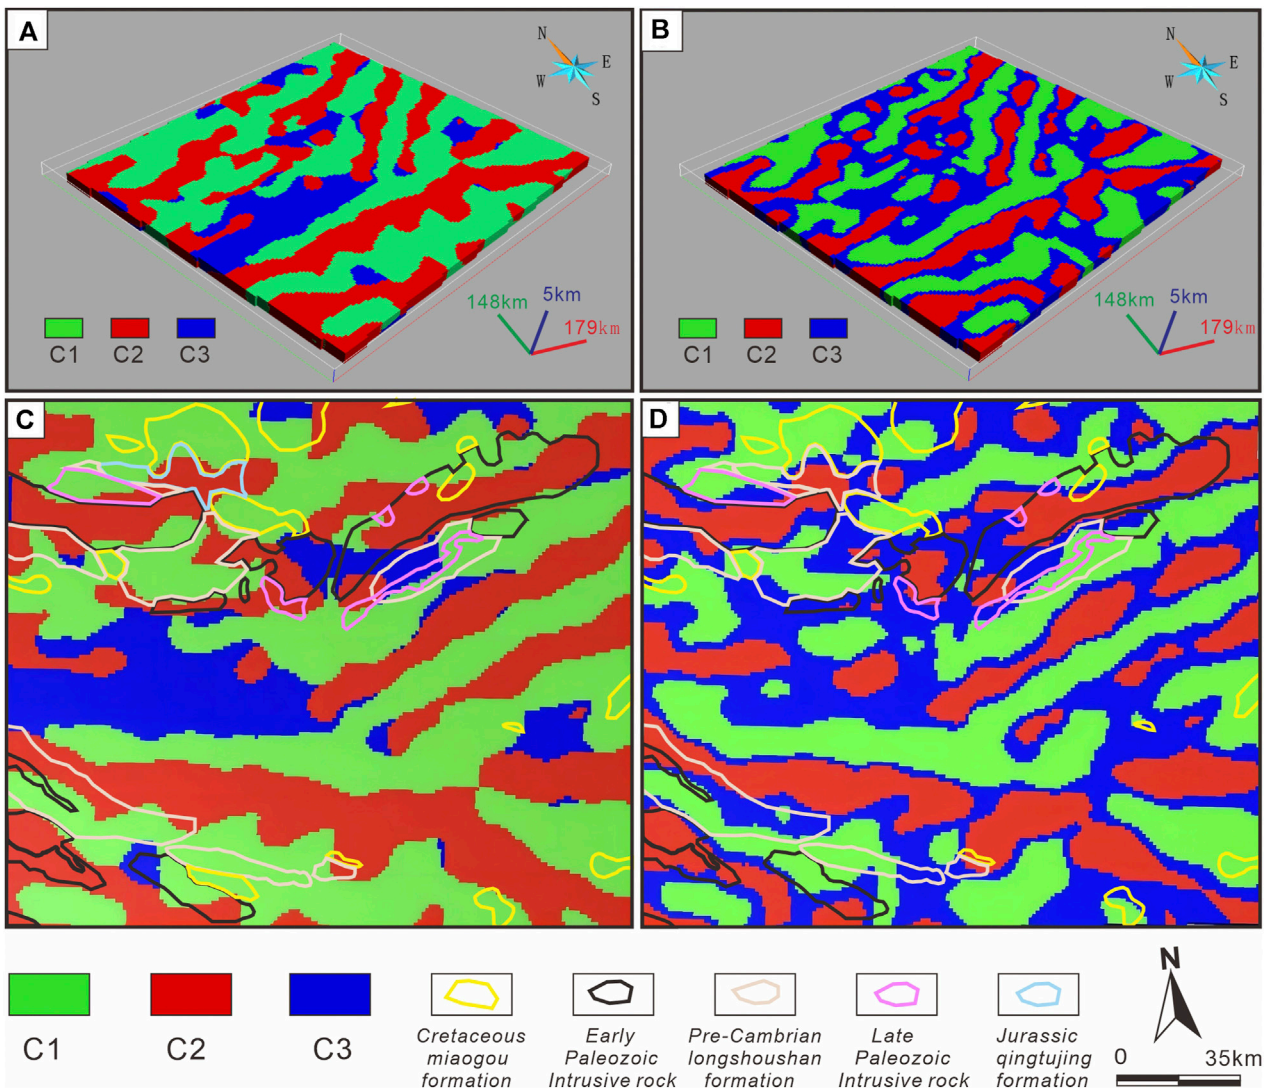 A
N
E
W
S
148km
5km
179km
C1
C2
C3
B
N
E
W
S
148km
5km
179km
C1
C2
C3
C
D
C1
C2
C3
Cretaceous
miaogou
formation
Early
Paleozoic
Intrusive rock
Pre-Cambrian
longshoushan
formation
Late
Paleozoic
Intrusive rock
Jurassic
qingtujing
formation
N
0 35km